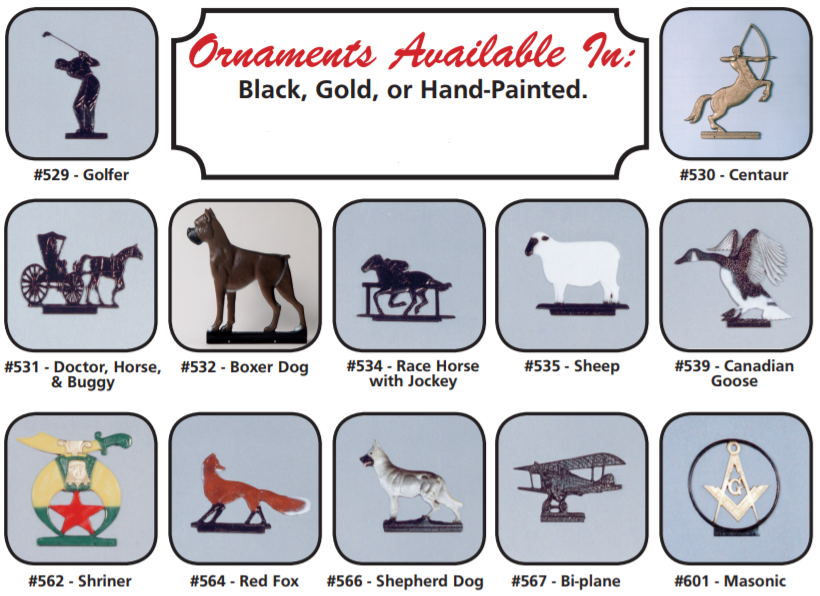 Ornaments Available In:
Black, Gold, or Hand-Painted.
#529 - Golfer
#530 - Centaur
#531 - Doctor, Horse,
& Buggy
#532 - Boxer Dog
#534 - Race Horse
with Jockey
#535 - Sheep
#539 - Canadian
Goose
G
#562 - Shriner
#564 - Red Fox
#566 - Shepherd Dog
#567 - Bi-plane
#601 - Masonic